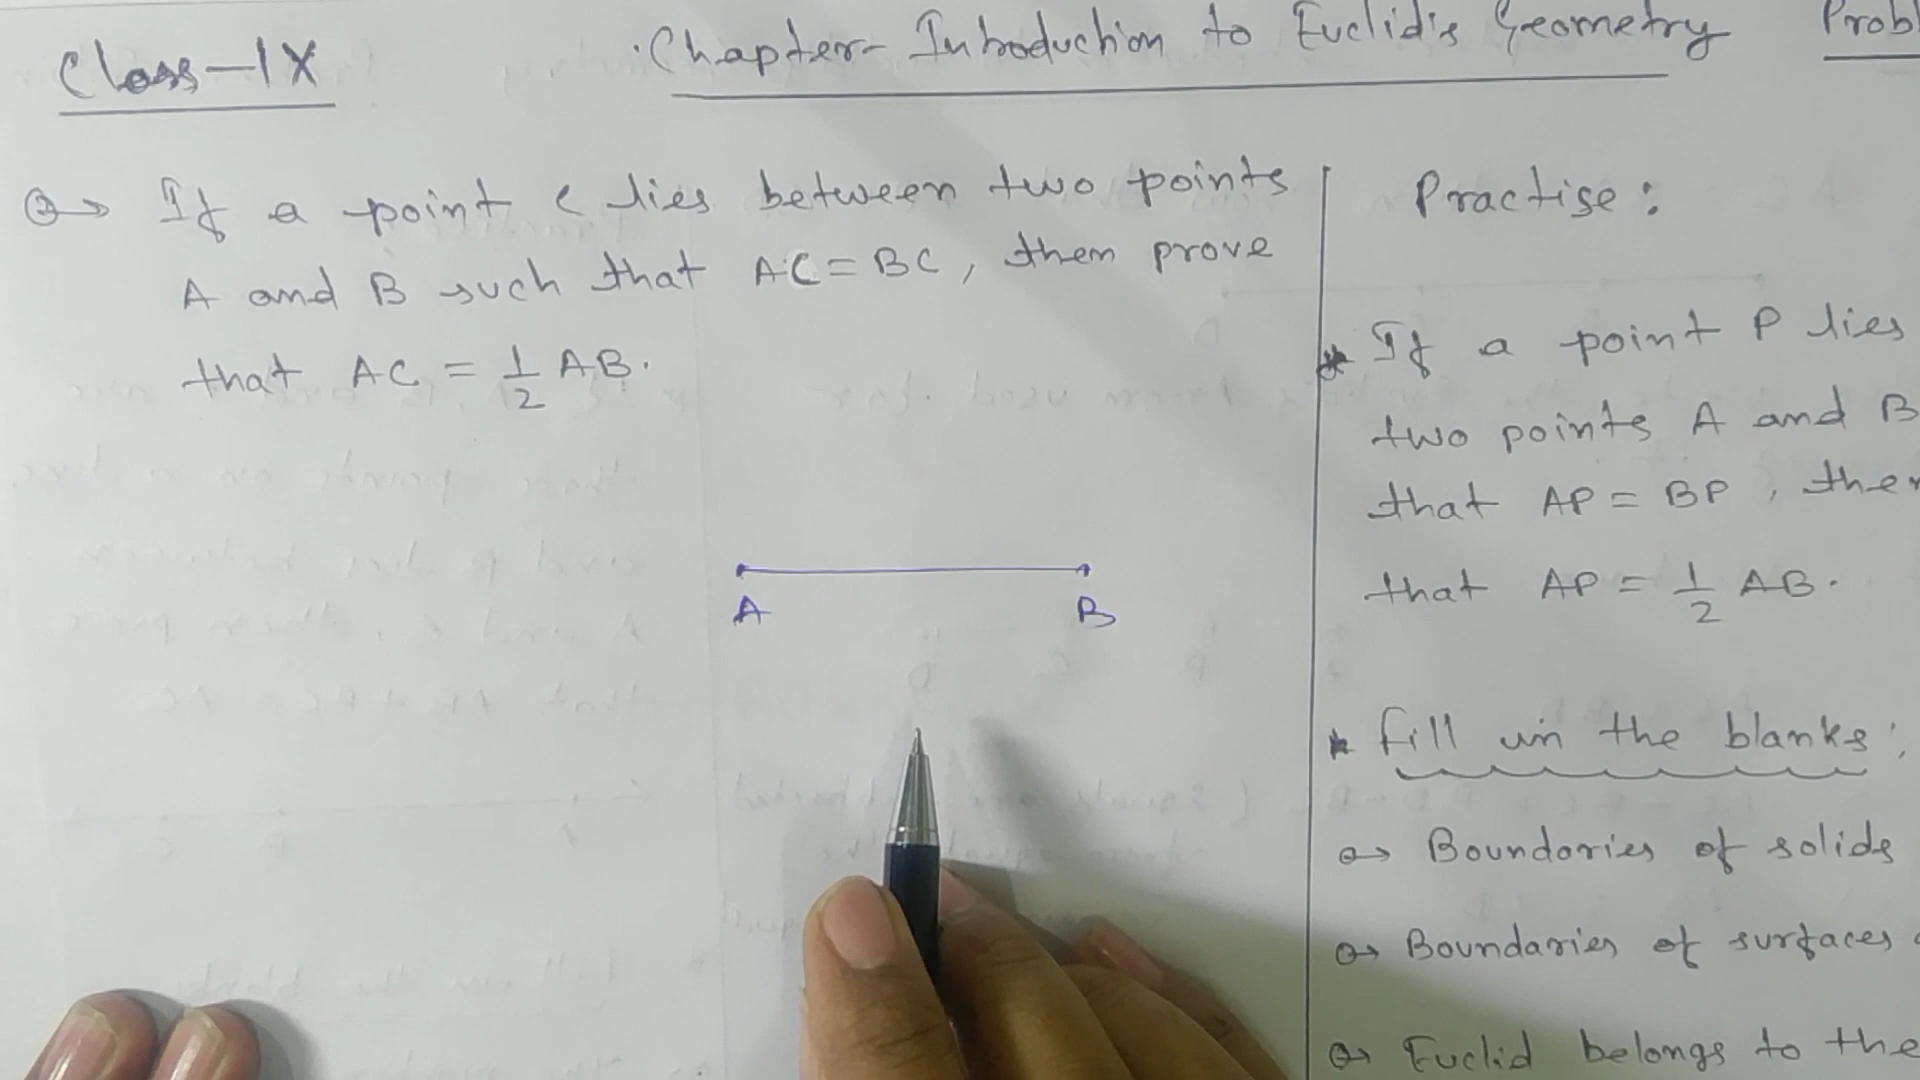 Class-IX
Chapter- Introduction to Euclid's Geometry
Probl
Q→ If a point C lies between two points
A and B such that AC = BC, then prove
that AC = 1/2 AB.
A B
Practise:
* If a point P lies
two points A and B
that AP = BP, then
that AP = 1/2 AB.
* Fill in the blanks:
Q→ Boundaries of solids
Q→ Boundaries of surfaces
Q→ Euclid belongs to the